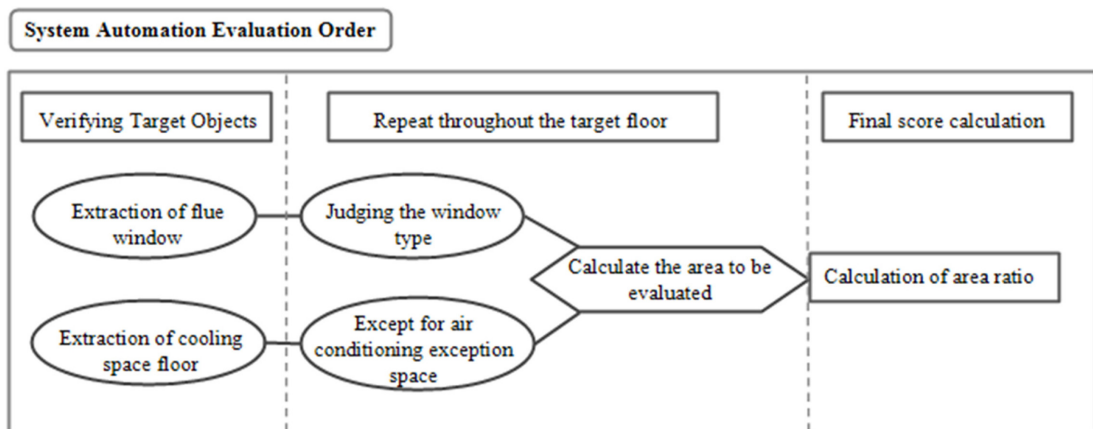 System Automation Evaluation Order
Verifying Target Objects
Repeat throughout the target floor
Final score calculation
Extraction of flue
window
Judging the window
type
Calculate the area to be
evaluated
Calculation of area ratio
Extraction of cooling
space floor
Except for air
conditioning exception
space